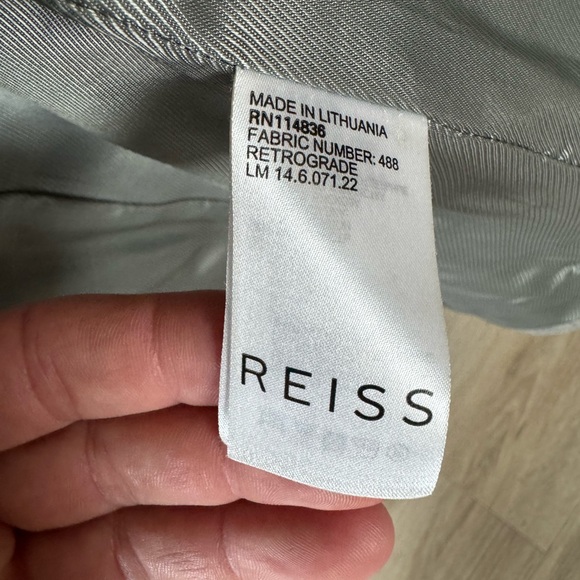 MADE IN LITHUANIA
RN114836
FABRIC NUMBER: 488
RETROGRADE
LM 14.6.071.22
REISS